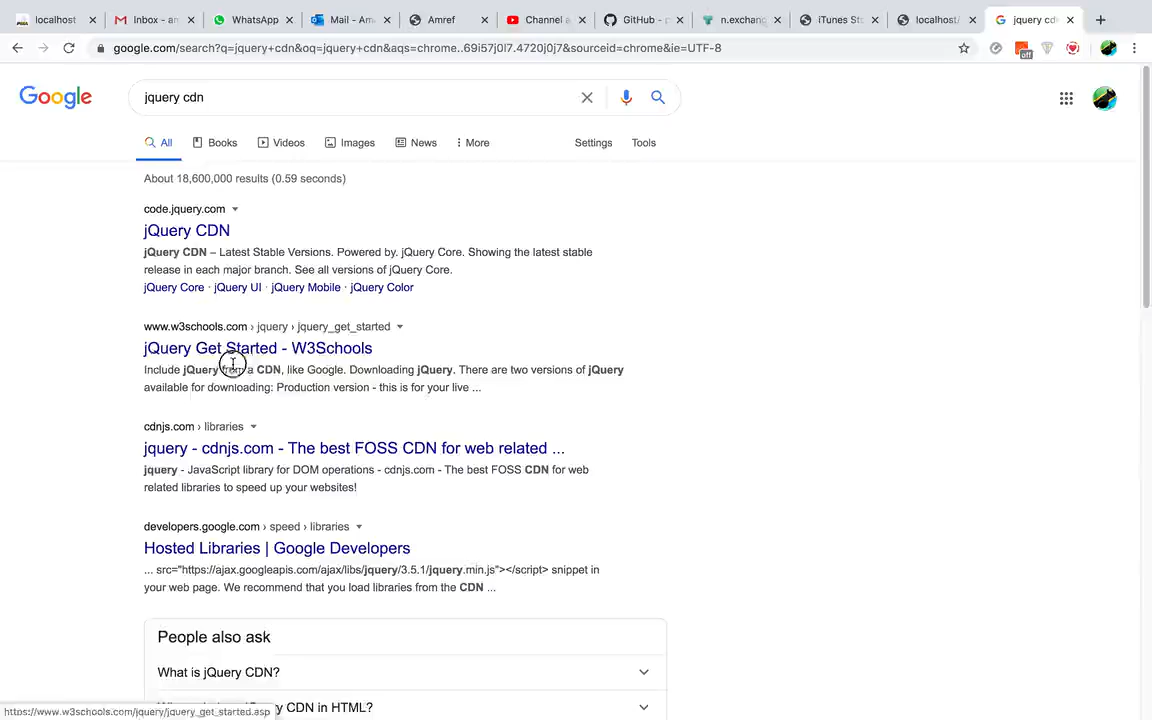 localhost
Inbox - an
WhatsApp
Mail - Am
Amref
Channel a
GitHub - p
n.exchang
iTunes St
localhost/
jquery cdn
google.com/search?q=jquery+cdn&oq=jquery+cdn&aqs=chrome..69i57j0l7.4720j0j7&sourceid=chrome&ie=UTF-8
off
Google
jquery cdn
All Books Videos Images News More Settings Tools
About 18,600,000 results (0.59 seconds)
code.jquery.com
jQuery CDN
jQuery CDN – Latest Stable Versions. Powered by. jQuery Core. Showing the latest stable
release in each major branch. See all versions of jQuery Core.
jQuery Core · jQuery UI · jQuery Mobile · jQuery Color
www.w3schools.com › jquery › jquery_get_started
jQuery Get Started - W3Schools
Include jQuery from a CDN, like Google. Downloading jQuery. There are two versions of jQuery
available for downloading: Production version - this is for your live ...
cdnjs.com › libraries
jquery - cdnjs.com - The best FOSS CDN for web related ...
jquery - JavaScript library for DOM operations - cdnjs.com - The best FOSS CDN for web
related libraries to speed up your websites!
developers.google.com › speed › libraries
Hosted Libraries | Google Developers
... src="https://ajax.googleapis.com/ajax/libs/jquery/3.5.1/jquery.min.js"></script> snippet in
your web page. We recommend that you load libraries from the CDN ...
People also ask
What is jQuery CDN?
CDN in HTML?
https://www.w3schools.com/jquery/jquery_get_started.asp